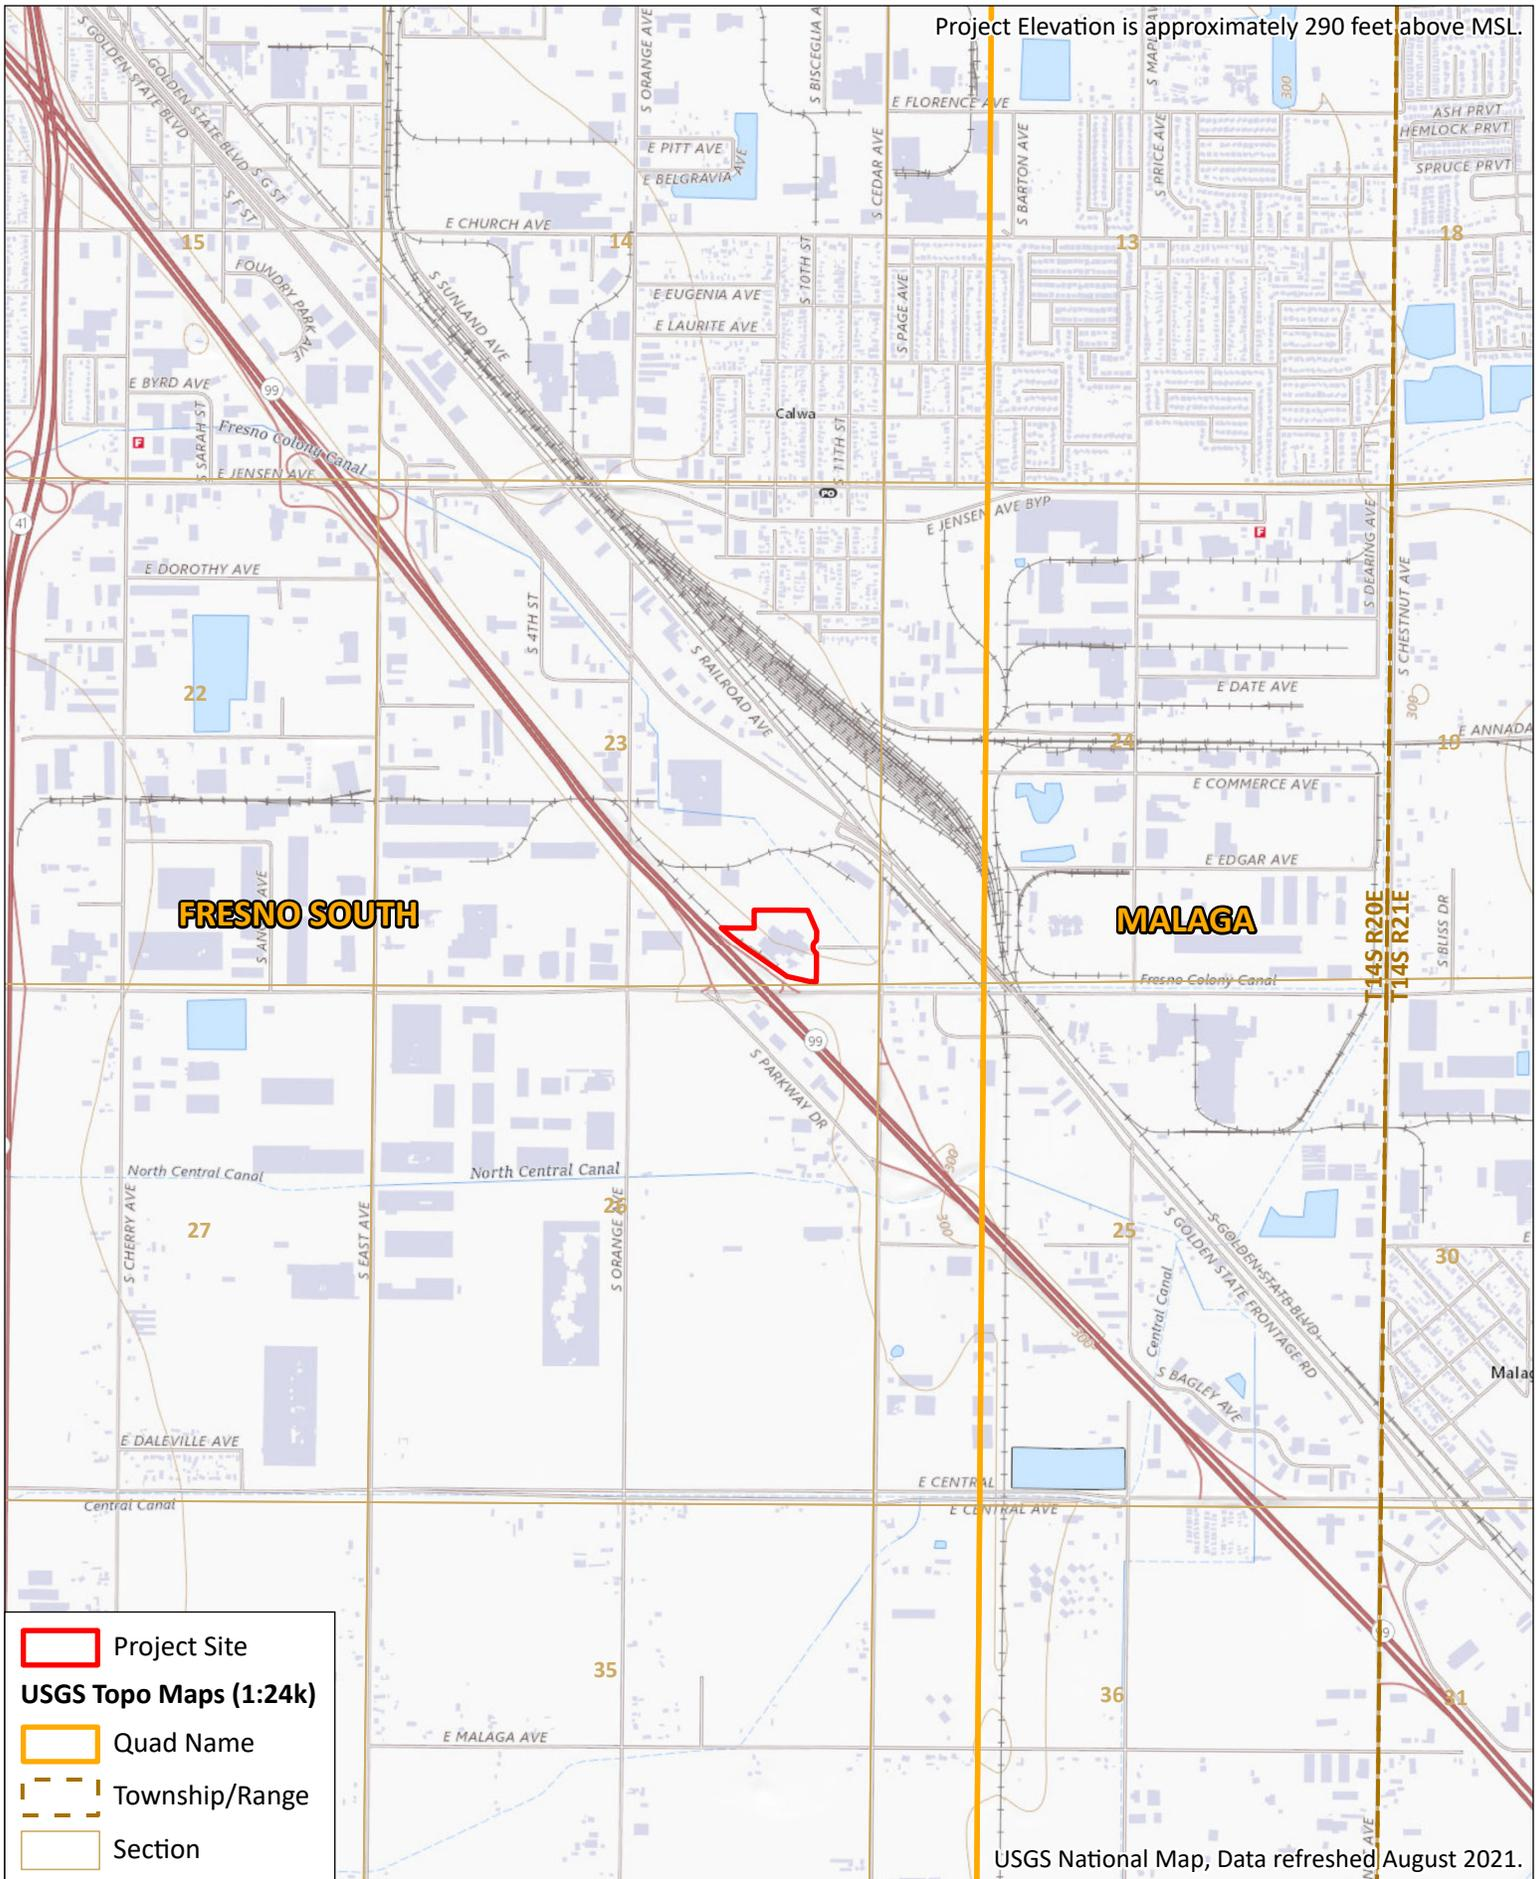 Project Elevation is approximately 290 feet above MSL.
S GOLDEN STATE BLVD
GOLDEN STATE BLVD
S G ST
S F ST
S ORANGE AVE
S BISCEGLIA A
S MAPLE AV
300
E FLORENCE AVE
ASH PRVT
HEMLOCK PRVT
SPRUCE PRVT
E PITT AVE
E BELGRAVIA AVE
S CEDAR AVE
S BARTON AVE
S PRICE AVE
E CHURCH AVE
15
14
13
18
FOUNDRY PARK AVE
S SUNLAND AVE
S 10TH ST
E EUGENIA AVE
E LAURITE AVE
S PAGE AVE
E BYRD AVE
99
Calwa
S SARAH ST
F
Fresno Colony Canal
S 11TH ST
E JENSEN AVE
PO
41
E JENSEN AVE BYP
F
S DEARING AVE
S CHESTNUT AVE
E DOROTHY AVE
S 4TH ST
S RAILROAD AVE
22
E DATE AVE
300
23
24
19
E ANNADA
E COMMERCE AVE
E EDGAR AVE
FRESNO SOUTH
MALAGA
T14S R20E
T14S R21E
S BLISS DR
Fresno Colony Canal
99
S PARKWAY DR
300
North Central Canal
North Central Canal
S CHERRY AVE
S EAST AVE
S ORANGE AVE
26
27
300
25
30
S GOLDEN STATE BLVD
S GOLDEN STATE FRONTAGE RD
Central Canal
300
S BAGLEY AVE
Malag
E DALEVILLE AVE
E CENTRAL
Central Canal
E CENTRAL AVE
99
35
36
31
E MALAGA AVE
Project Site
USGS Topo Maps (1:24k)
Quad Name
Township/Range
Section
USGS National Map, Data refreshed August 2021.